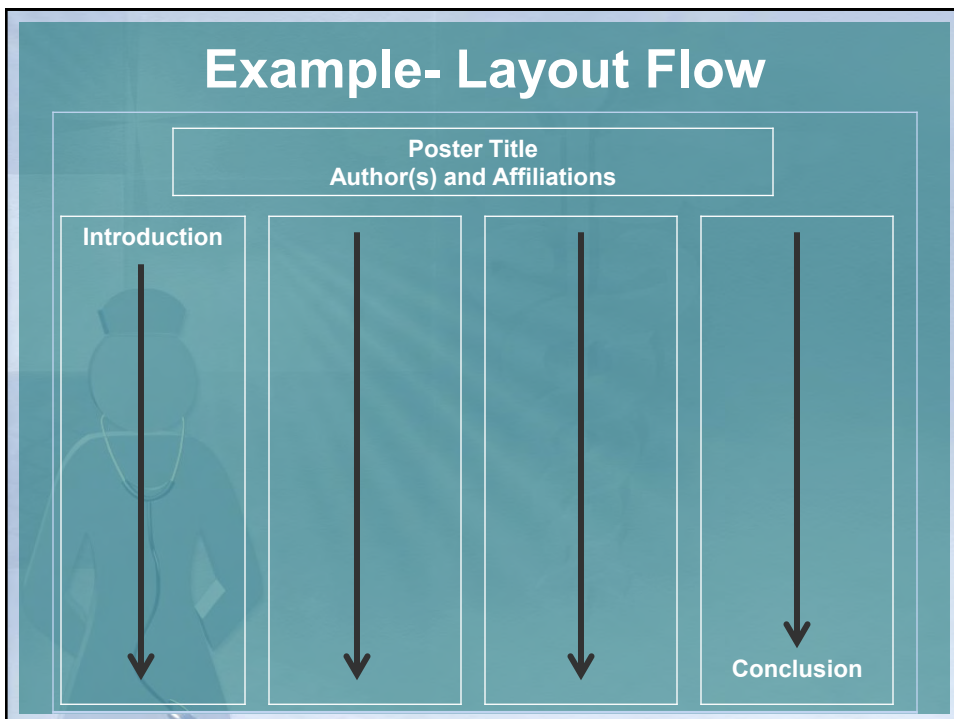 Example- Layout Flow
Poster Title
Author(s) and Affiliations
Introduction
Conclusion